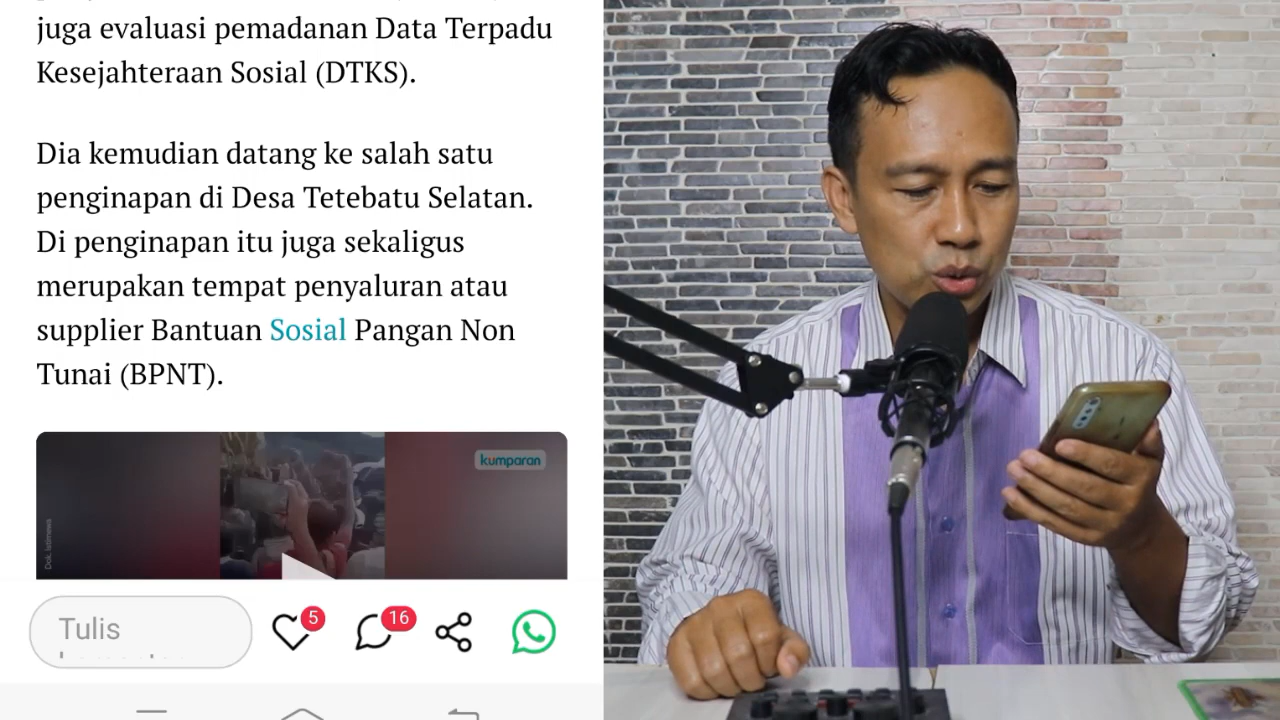 juga evaluasi pemadanan Data Terpadu
Kesejahteraan Sosial (DTKS).
Dia kemudian datang ke salah satu
penginapan di Desa Tetebatu Selatan.
Di penginapan itu juga sekaligus
merupakan tempat penyaluran atau
supplier Bantuan Sosial Pangan Non
Tunai (BPNT).
kumparan
Tulis
5
16